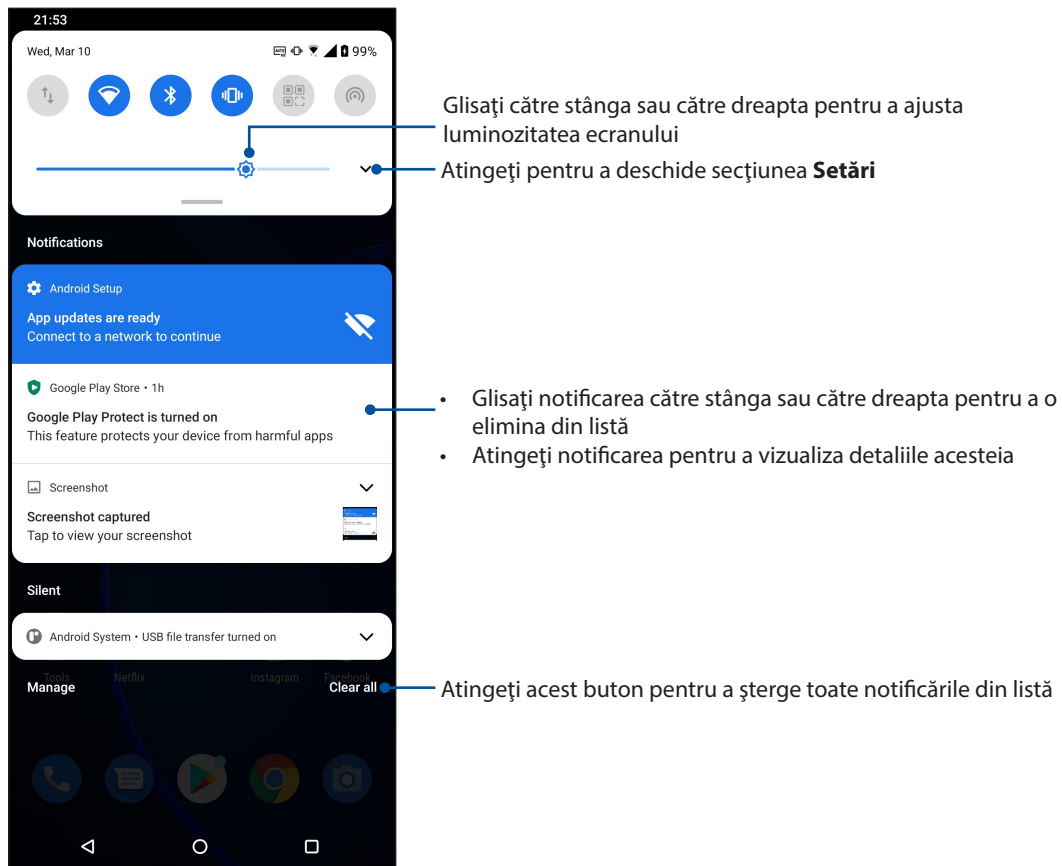 21:53
Wed, Mar 10
99%
Glisaţi către stânga sau către dreapta pentru a ajusta
luminozitatea ecranului
Atingeţi pentru a deschide secţiunea Setări
Notifications
Android Setup
App updates are ready
Connect to a network to continue
Google Play Store • 1h
Google Play Protect is turned on
This feature protects your device from harmful apps
• Glisaţi notificarea către stânga sau către dreapta pentru a o
elimina din listă
• Atingeţi notificarea pentru a vizualiza detaliile acesteia
Screenshot
Screenshot captured
Tap to view your screenshot
Silent
Android System • USB file transfer turned on
Tools Netflix Instagram Facebook
Manage Clear all
Atingeţi acest buton pentru a şterge toate notificările din listă